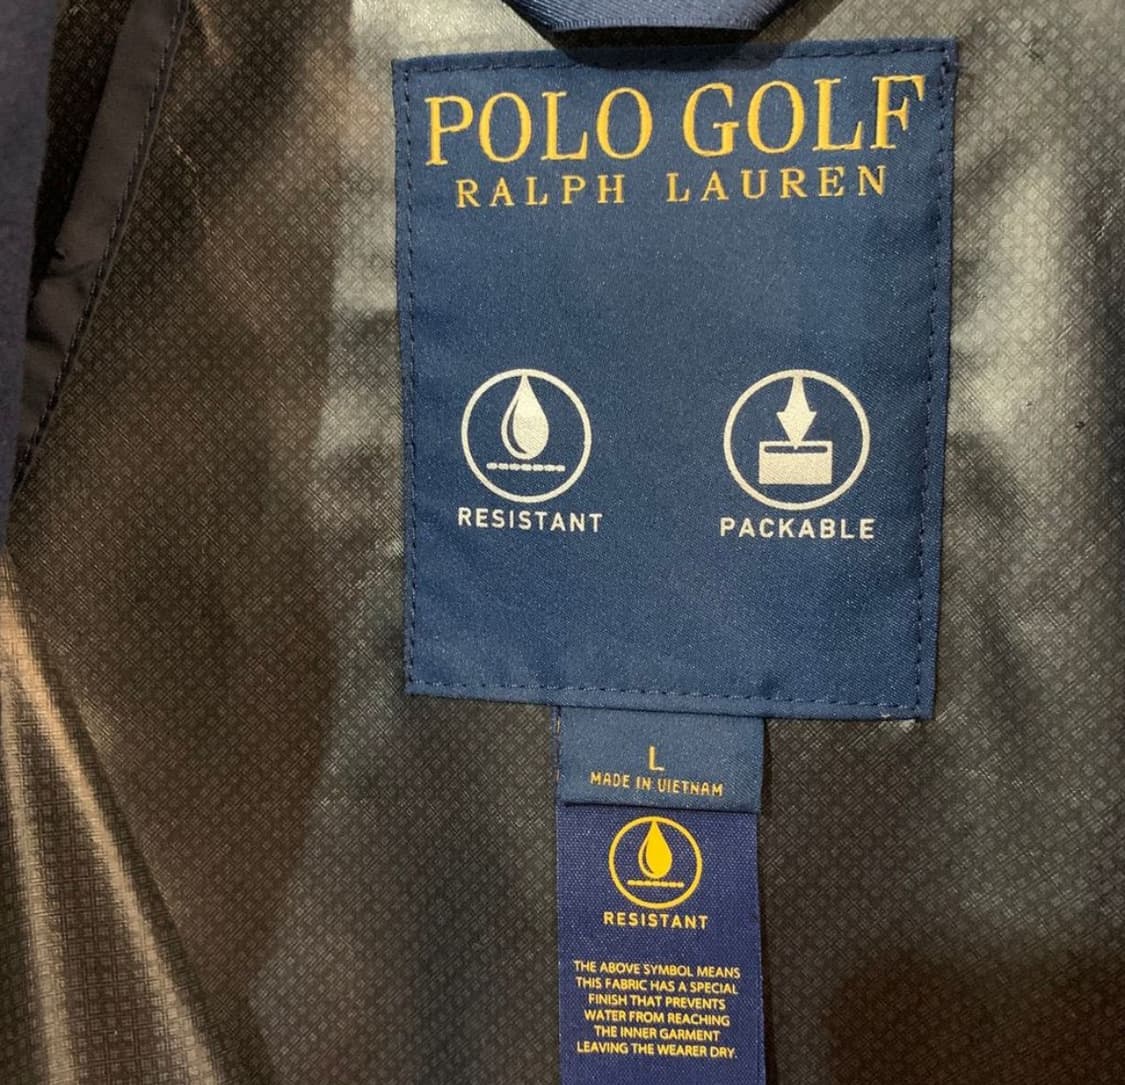 POLO GOLF
RALPH LAUREN
RESISTANT
PACKABLE
L
MADE IN VIETNAM
RESISTANT
THE ABOVE SYMBOL MEANS
THIS FABRIC HAS A SPECIAL
FINISH THAT PREVENTS
WATER FROM REACHING
THE INNER GARMENT
LEAVING THE WEARER DRY.